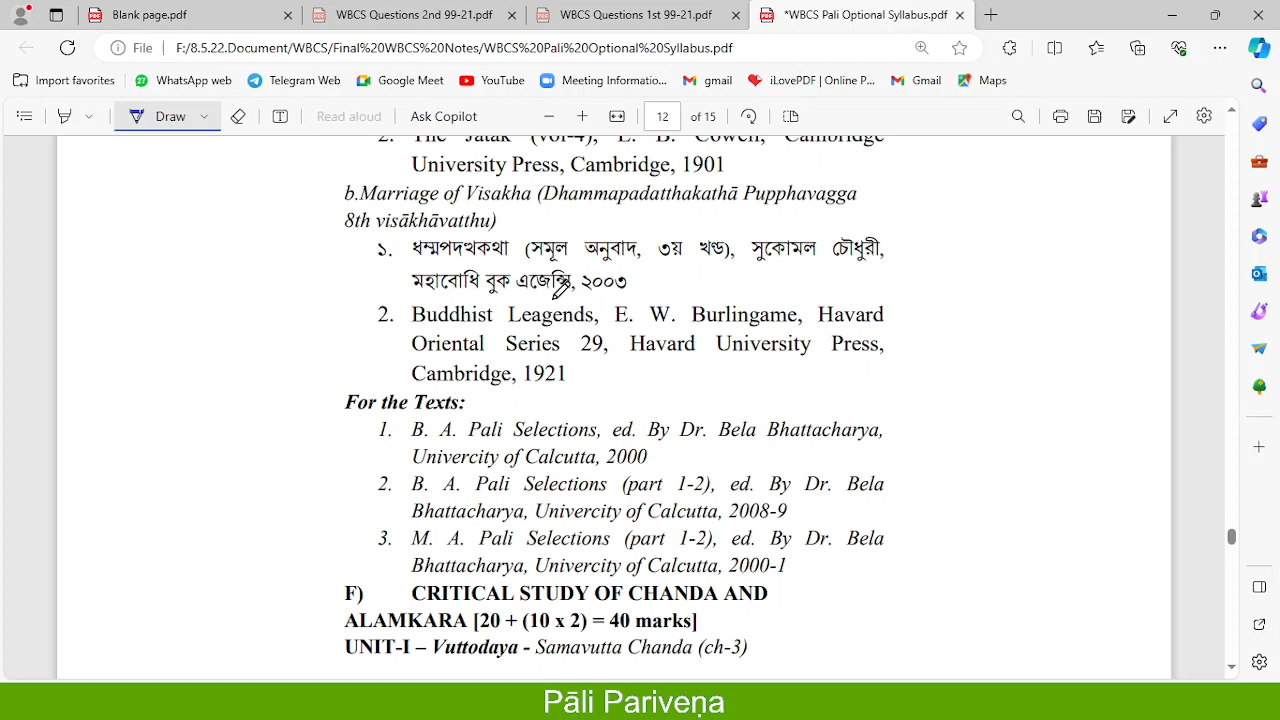 Blank page.pdf
WBCS Questions 2nd 99-21.pdf
WBCS Questions 1st 99-21.pdf
*WBCS Pali Optional Syllabus.pdf
File
F:/8.5.22.Document/WBCS/Final%20WBCS%20Notes/WBCS%20Pali%20Optional%20Syllabus.pdf
Import favorites
WhatsApp web
Telegram Web
Google Meet
YouTube
Meeting Informatio...
gmail
iLovePDF | Online P...
Gmail
Maps
Draw
Read aloud
Ask Copilot
12 of 15
2. The Jatak (vol-4), E. B. Cowell, Cambridge
University Press, Cambridge, 1901
b.Marriage of Visakha (Dhammapadatthakathā Pupphavagga
8th visākhāvatthu)
১. ধম্মপদত্থকথা (সমূল অনুবাদ, ৩য় খন্ড), সুকোমল চৌধুরী,
মহাবোধি বুক এজেন্সি, ২০০৩
2. Buddhist Leagends, E. W. Burlingame, Havard
Oriental Series 29, Havard University Press,
Cambridge, 1921
For the Texts:
1. B. A. Pali Selections, ed. By Dr. Bela Bhattacharya,
Univercity of Calcutta, 2000
2. B. A. Pali Selections (part 1-2), ed. By Dr. Bela
Bhattacharya, Univercity of Calcutta, 2008-9
3. M. A. Pali Selections (part 1-2), ed. By Dr. Bela
Bhattacharya, Univercity of Calcutta, 2000-1
F) CRITICAL STUDY OF CHANDA AND
ALAMKARA [20 + (10 x 2) = 40 marks]
UNIT-I – Vuttodaya - Samavutta Chanda (ch-3)
Pāli Pariveṇa